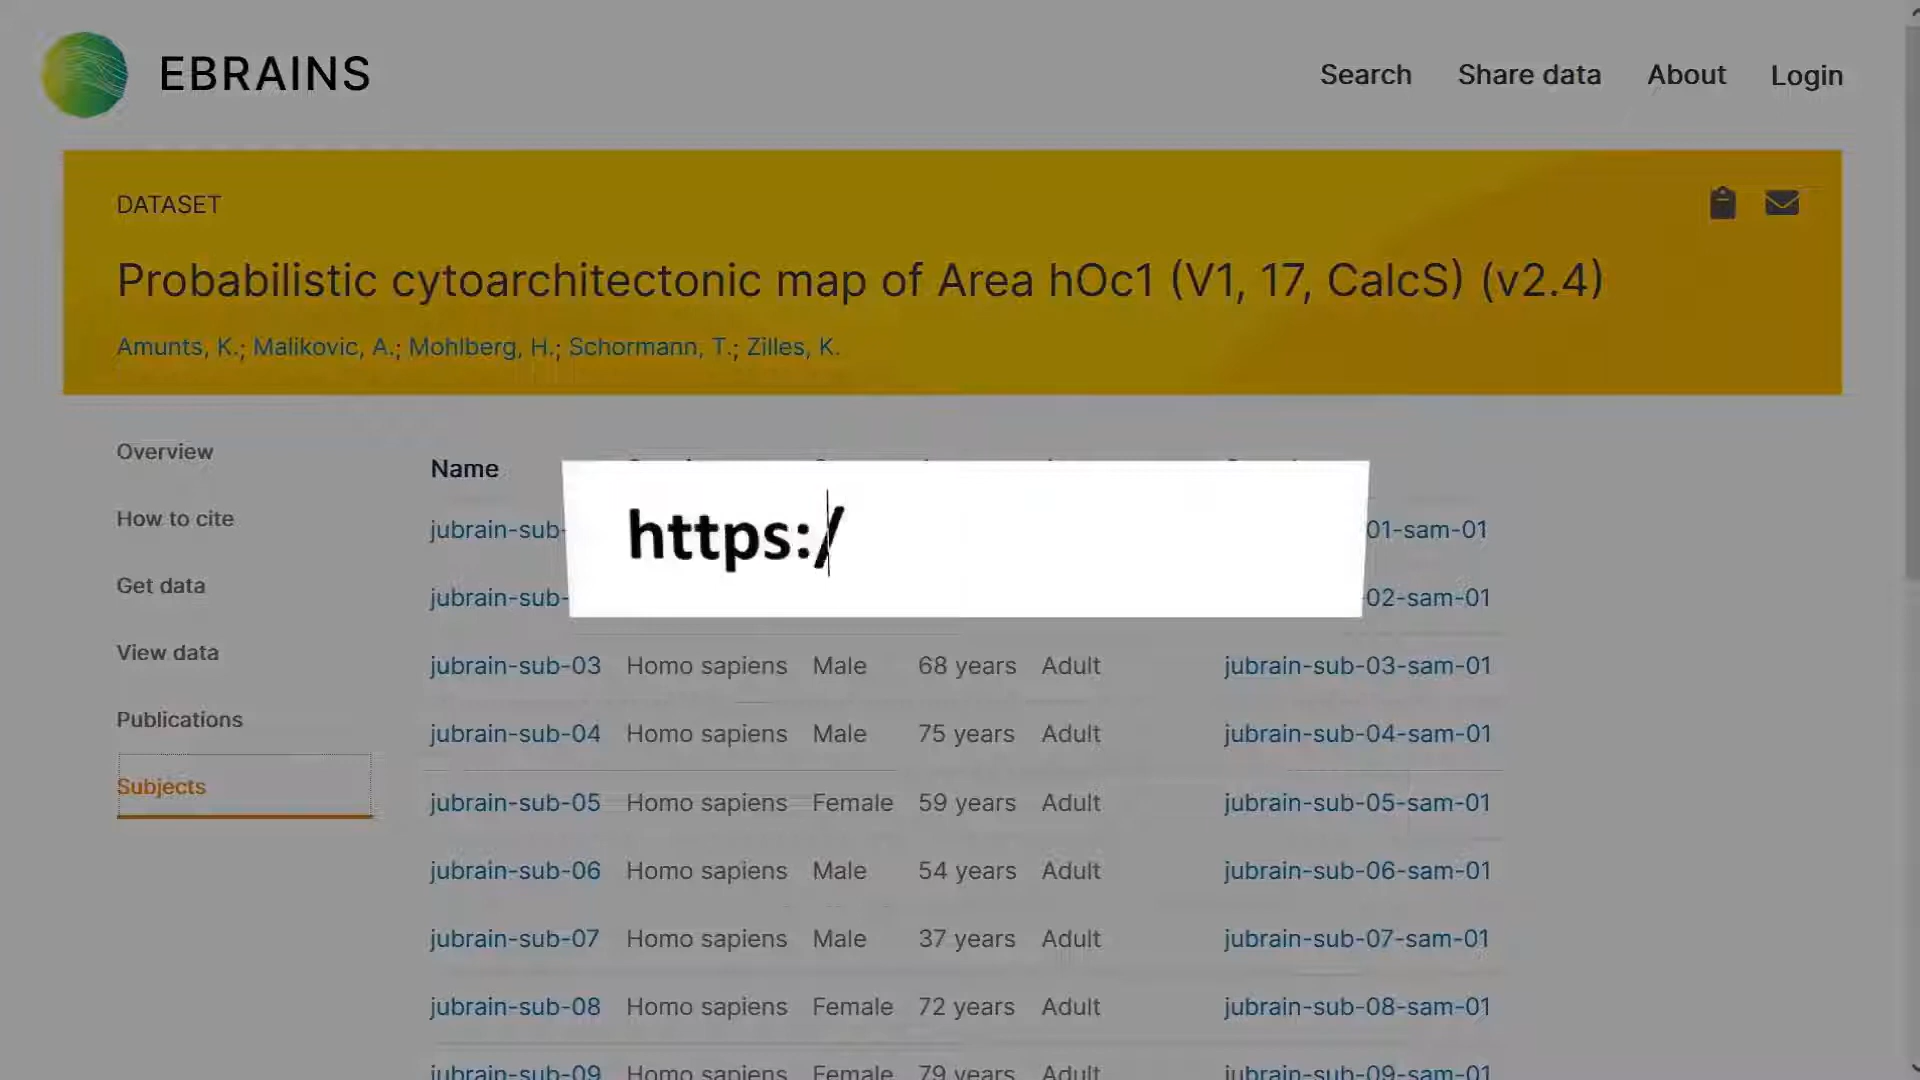 EBRAINS
Search Share data About Login
DATASET
Probabilistic cytoarchitectonic map of Area hOc1 (V1, 17, CalcS) (v2.4)
Amunts, K.; Malikovic, A.; Mohlberg, H.; Schormann, T.; Zilles, K.
Overview
How to cite
Get data
View data
Publications
Subjects
Name
jubrain-sub- 01-sam-01
jubrain-sub- 02-sam-01
https:/
jubrain-sub-03 Homo sapiens Male 68 years Adult jubrain-sub-03-sam-01
jubrain-sub-04 Homo sapiens Male 75 years Adult jubrain-sub-04-sam-01
jubrain-sub-05 Homo sapiens Female 59 years Adult jubrain-sub-05-sam-01
jubrain-sub-06 Homo sapiens Male 54 years Adult jubrain-sub-06-sam-01
jubrain-sub-07 Homo sapiens Male 37 years Adult jubrain-sub-07-sam-01
jubrain-sub-08 Homo sapiens Female 72 years Adult jubrain-sub-08-sam-01
jubrain-sub-09 Homo sapiens Female 79 years Adult jubrain-sub-09-sam-01